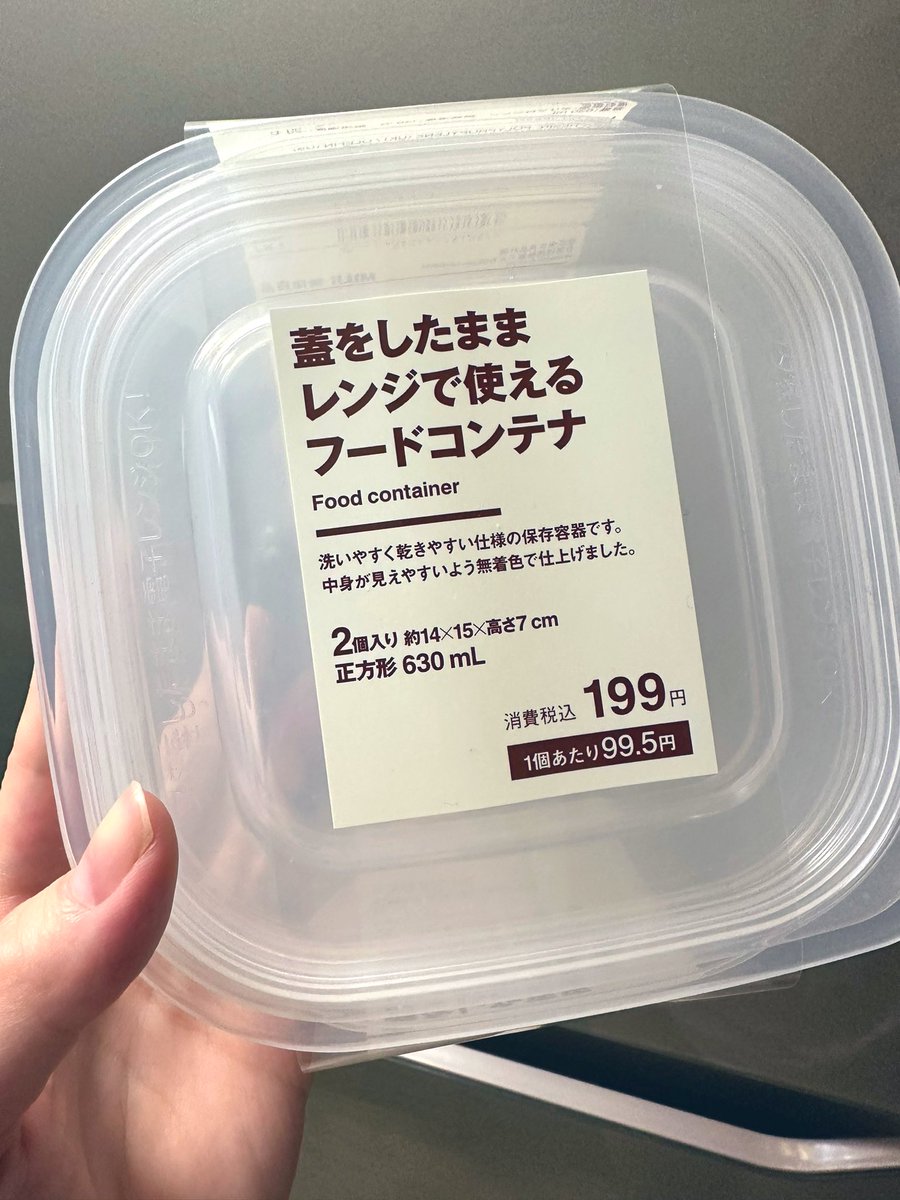 蓋をしたまま
レンジで使える
フードコンテナ
Food container
洗いやすく乾きやすい仕様の保存容器です。
中身が見えやすいよう無着色で仕上げました。
2個入り 約14×15×高さ7 cm
正方形 630 mL
消費税込 199円
1個あたり99.5円